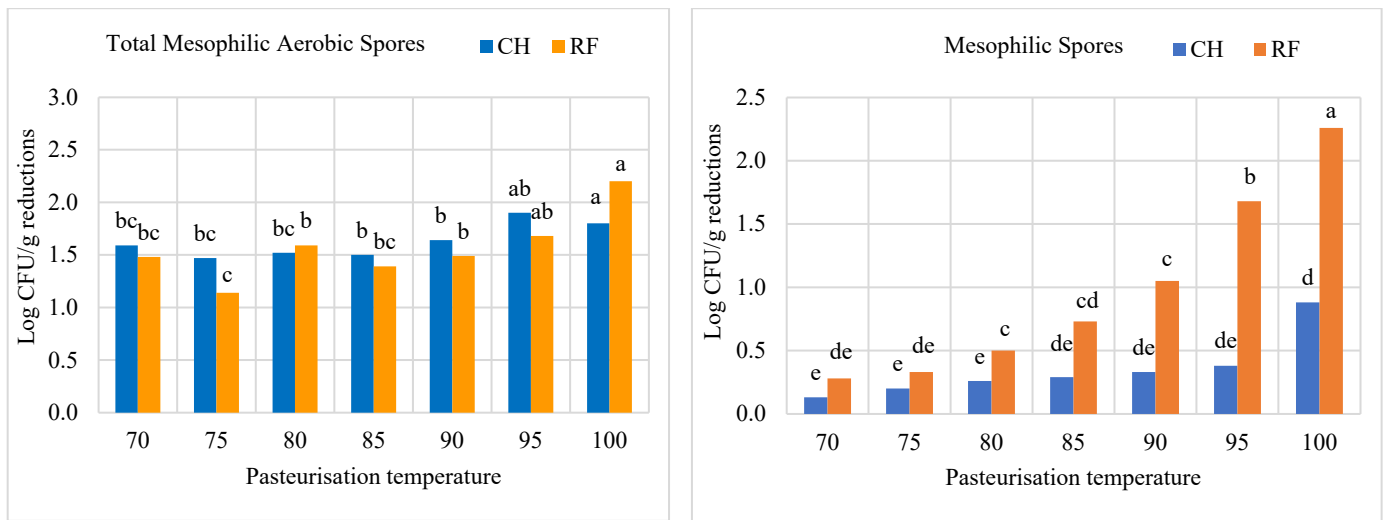 Total Mesophilic Aerobic Spores CH RF
3.0
2.5
2.0
1.5
1.0
0.5
0.0
Log CFU/g reductions
bc bc bc c bc b b bc b b ab ab a a
70 75 80 85 90 95 100
Pasteurisation temperature
Mesophilic Spores CH RF
2.5
2.0
1.5
1.0
0.5
0.0
Log CFU/g reductions
e de e de e c de cd de c de b d a
70 75 80 85 90 95 100
Pasteurisation temperature